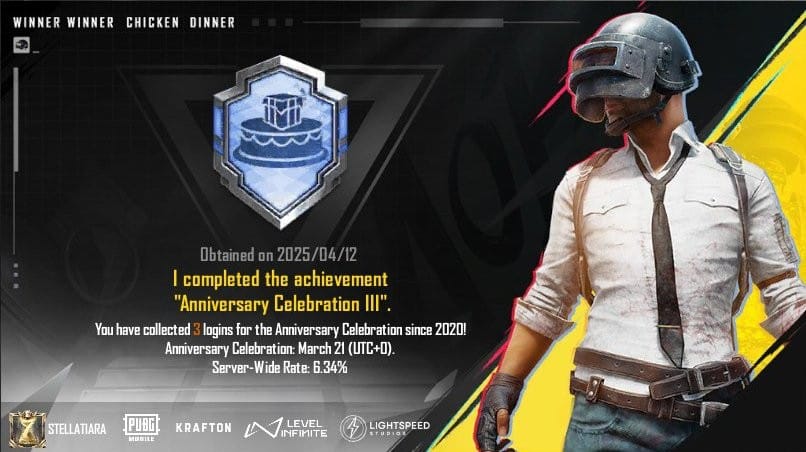 WINNER WINNER CHICKEN DINNER
Obtained on 2025/04/12
I completed the achievement
"Anniversary Celebration III".
You have collected 3 logins for the Anniversary Celebration since 2020!
Anniversary Celebration: March 21 (UTC+0).
Server-Wide Rate: 6.34%
STELLATIARA
PUBG
MOBILE
KRAFTON
LEVEL
INFINITE
LIGHTSPEED
STUDIOS